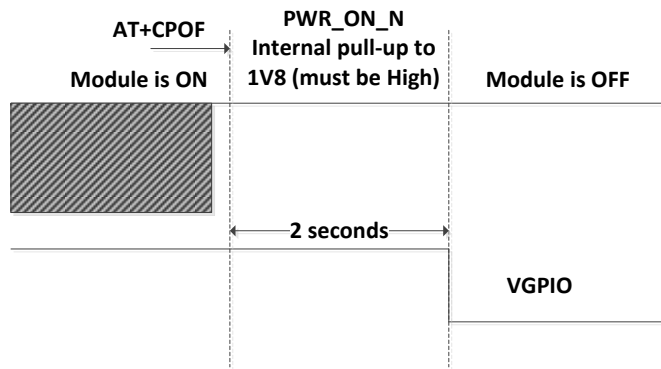 AT+CPOF
PWR_ON_N
Internal pull-up to
1V8 (must be High)
Module is ON
Module is OFF
2 seconds
VGPIO